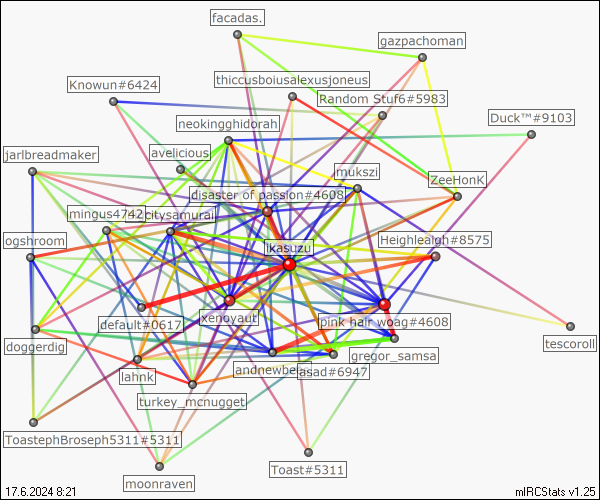 facadas.
gazpachoman
thiccusboiusalexusjoneus
Knowun#6424
Random Stuf6#5983
Duck™#9103
neokingghidorah
avelicious
jarlbreadmaker
mukszi
ZeeHonK
disaster of passion#4608
mingus4742
citysamurai
ogshroom
ikasuzu
Heighleaigh#8575
xenoyaut
pink hair woag#4608
default#0617
doggerdig
tescoroll
gregor_samsa
lahnk
asad#6947
turkey_mcnugget
ToastephBroseph5311#5311
Toast#5311
moonraven
17.6.2024 8:21
mIRCStats v1.25